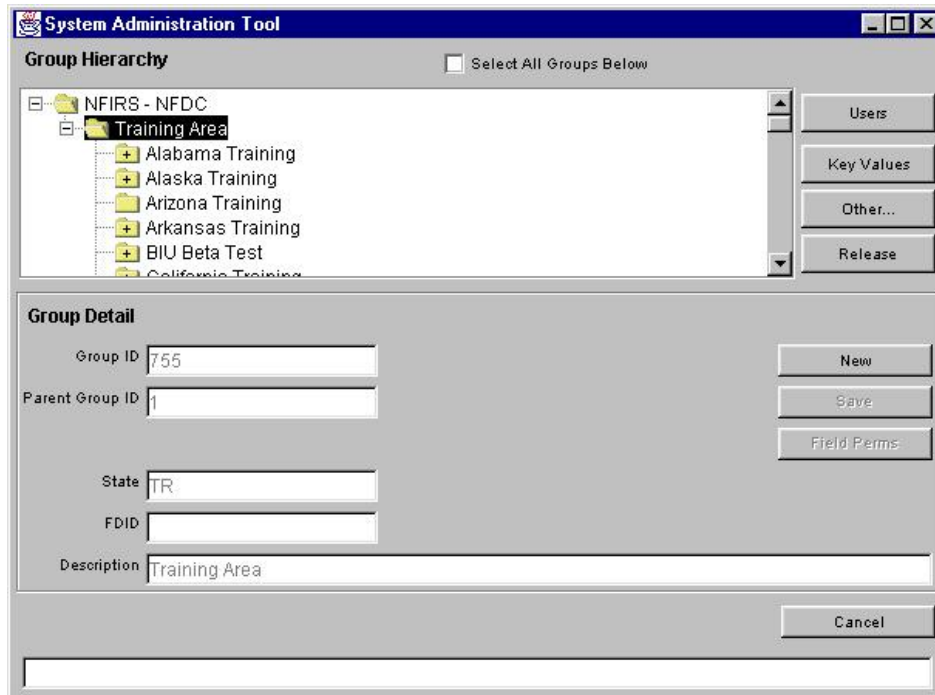 System Administration Tool
Group Hierarchy
Select All Groups Below
NFIRS - NFDC
Training Area
Alabama Training
Alaska Training
Arizona Training
Arkansas Training
BIU Beta Test
California Training
Users
Key Values
Other...
Release
Group Detail
Group ID 755
Parent Group ID 1
State TR
FDID
Description Training Area
New
Save
Field Perms
Cancel